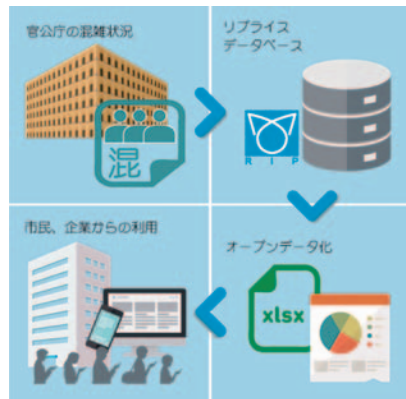 官公庁の混雑状況
混
リプライス
データベース
RIP
オープンデータ化
xlsx
市民、企業からの利用